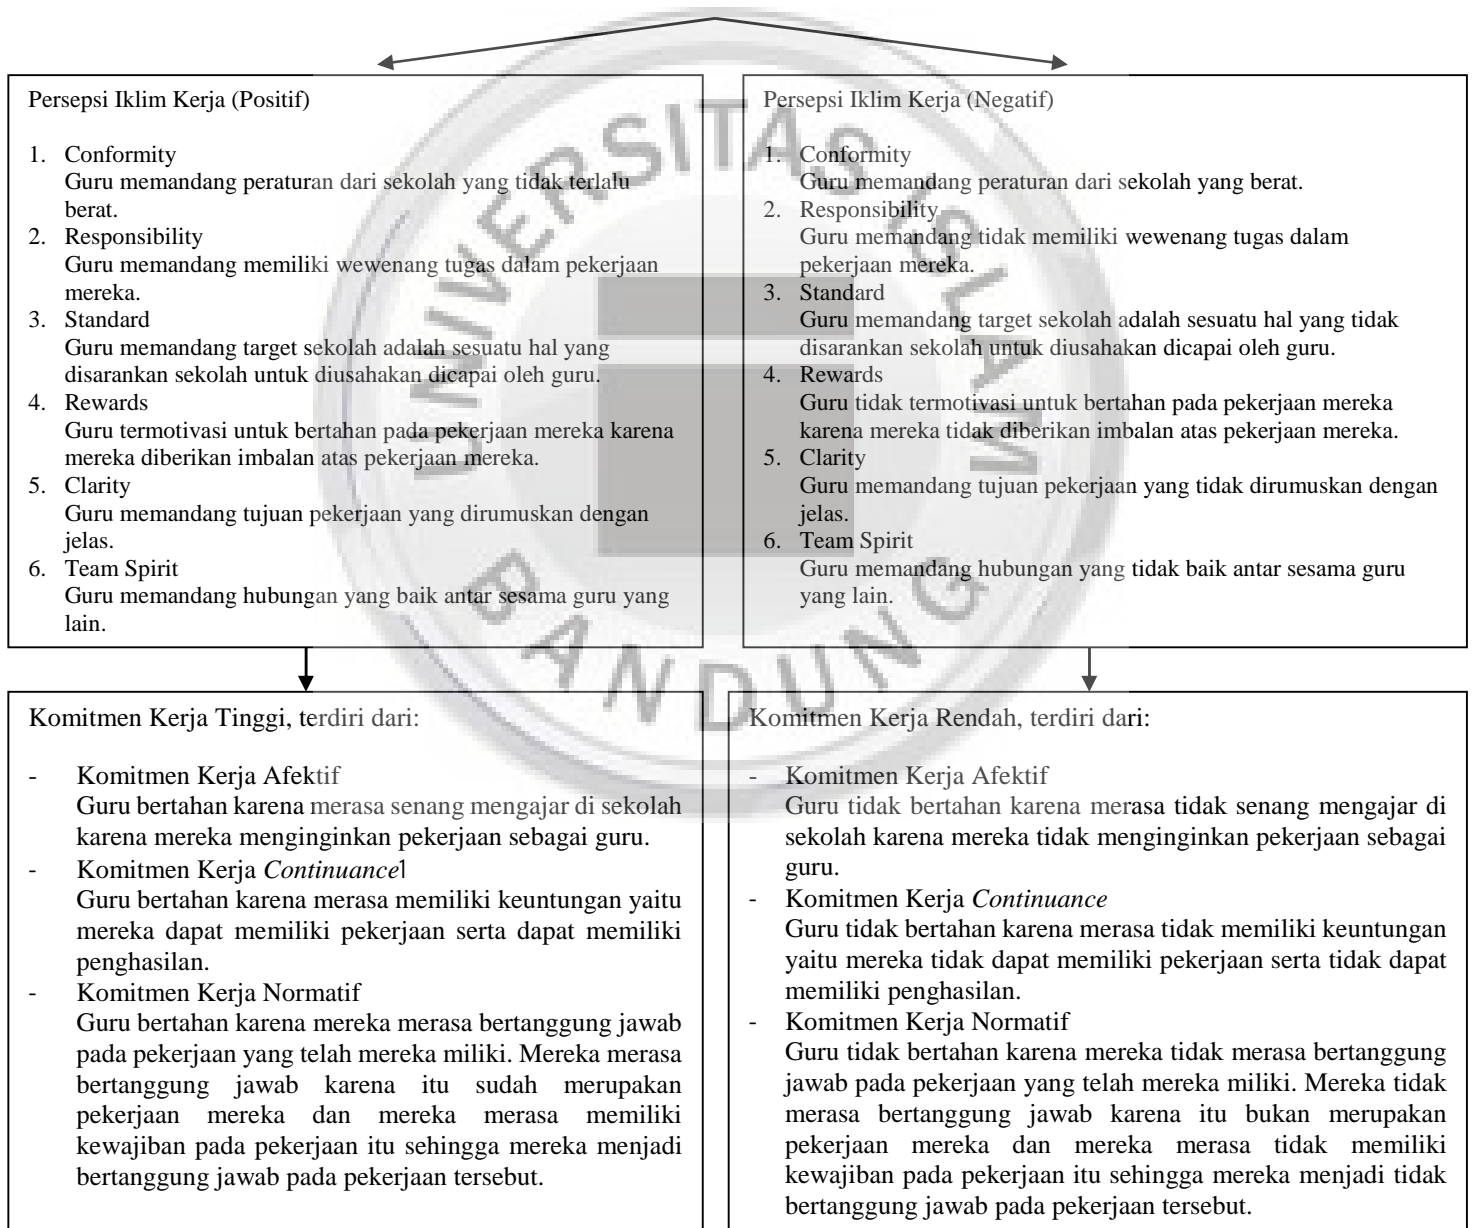 Persepsi Iklim Kerja (Positif)
1. Conformity
Guru memandang peraturan dari sekolah yang tidak terlalu
berat.
2. Responsibility
Guru memandang memiliki wewenang tugas dalam pekerjaan
mereka.
3. Standard
Guru memandang target sekolah adalah sesuatu hal yang
disarankan sekolah untuk diusahakan dicapai oleh guru.
4. Rewards
Guru termotivasi untuk bertahan pada pekerjaan mereka karena
mereka diberikan imbalan atas pekerjaan mereka.
5. Clarity
Guru memandang tujuan pekerjaan yang dirumuskan dengan
jelas.
6. Team Spirit
Guru memandang hubungan yang baik antar sesama guru yang
lain.
Persepsi Iklim Kerja (Negatif)
1. Conformity
Guru memandang peraturan dari sekolah yang berat.
2. Responsibility
Guru memandang tidak memiliki wewenang tugas dalam
pekerjaan mereka.
3. Standard
Guru memandang target sekolah adalah sesuatu hal yang tidak
disarankan sekolah untuk diusahakan dicapai oleh guru.
4. Rewards
Guru tidak termotivasi untuk bertahan pada pekerjaan mereka
karena mereka tidak diberikan imbalan atas pekerjaan mereka.
5. Clarity
Guru memandang tujuan pekerjaan yang tidak dirumuskan dengan
jelas.
6. Team Spirit
Guru memandang hubungan yang tidak baik antar sesama guru
yang lain.
Komitmen Kerja Tinggi, terdiri dari:
- Komitmen Kerja Afektif
Guru bertahan karena merasa senang mengajar di sekolah
karena mereka menginginkan pekerjaan sebagai guru.
- Komitmen Kerja Continuance
Guru bertahan karena merasa memiliki keuntungan yaitu
mereka dapat memiliki pekerjaan serta dapat memiliki
penghasilan.
- Komitmen Kerja Normatif
Guru bertahan karena mereka merasa bertanggung jawab
pada pekerjaan yang telah mereka miliki. Mereka merasa
bertanggung jawab karena itu sudah merupakan
pekerjaan mereka dan mereka merasa memiliki
kewajiban pada pekerjaan itu sehingga mereka menjadi
bertanggung jawab pada pekerjaan tersebut.
Komitmen Kerja Rendah, terdiri dari:
- Komitmen Kerja Afektif
Guru tidak bertahan karena merasa tidak senang mengajar di
sekolah karena mereka tidak menginginkan pekerjaan sebagai
guru.
- Komitmen Kerja Continuance
Guru tidak bertahan karena merasa tidak memiliki keuntungan
yaitu mereka tidak dapat memiliki pekerjaan serta tidak dapat
memiliki penghasilan.
- Komitmen Kerja Normatif
Guru tidak bertahan karena mereka tidak merasa bertanggung
jawab pada pekerjaan yang telah mereka miliki. Mereka tidak
merasa bertanggung jawab karena itu bukan merupakan
pekerjaan mereka dan mereka merasa tidak memiliki
kewajiban pada pekerjaan itu sehingga mereka menjadi tidak
bertanggung jawab pada pekerjaan tersebut.
UNIVERSITAS ISLAM
BANDUNG